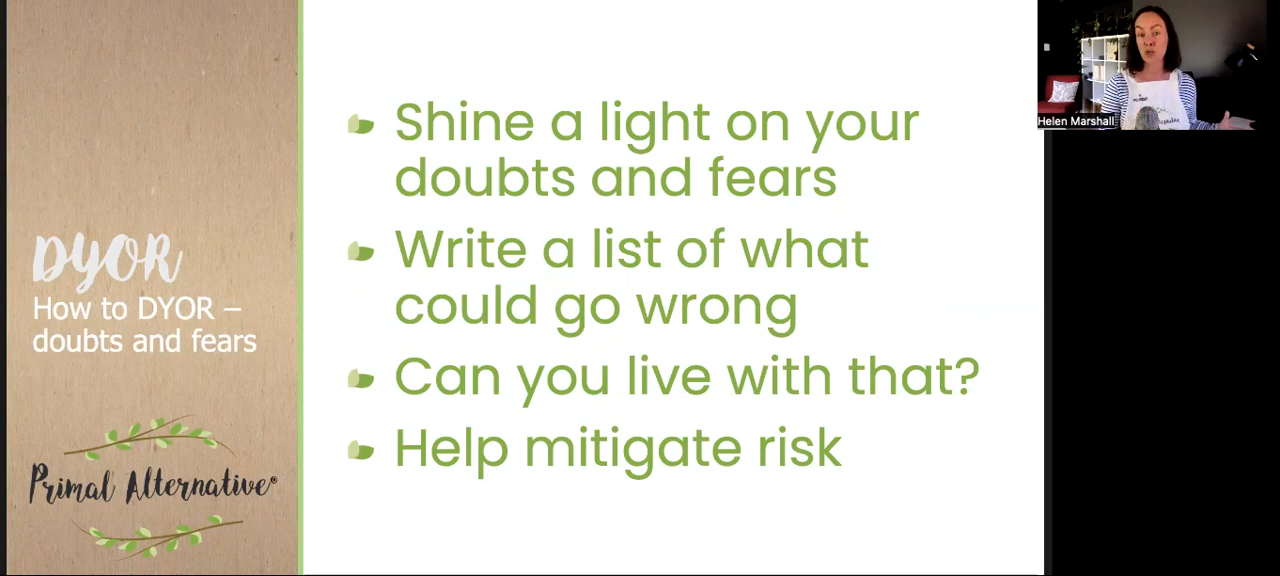 DYOR
How to DYOR –
doubts and fears
Primal Alternative®
Shine a light on your
doubts and fears
Write a list of what
could go wrong
Can you live with that?
Help mitigate risk
Helen Marshall